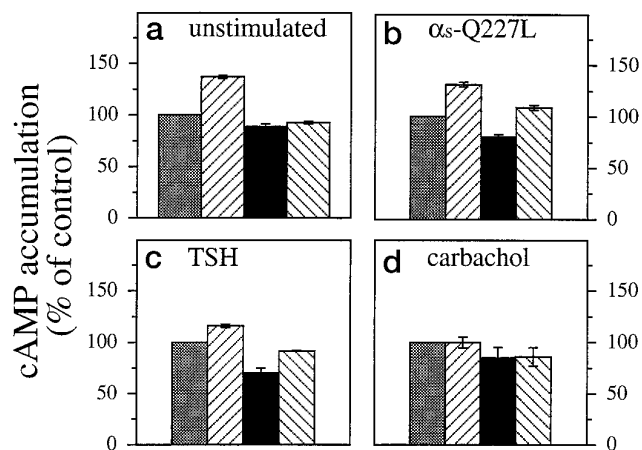 cAMP accumulation
(% of control)
a unstimulated
150
100
50
0
b αs-Q227L
150
100
50
0
c TSH
150
100
50
0
d carbachol
150
100
50
0